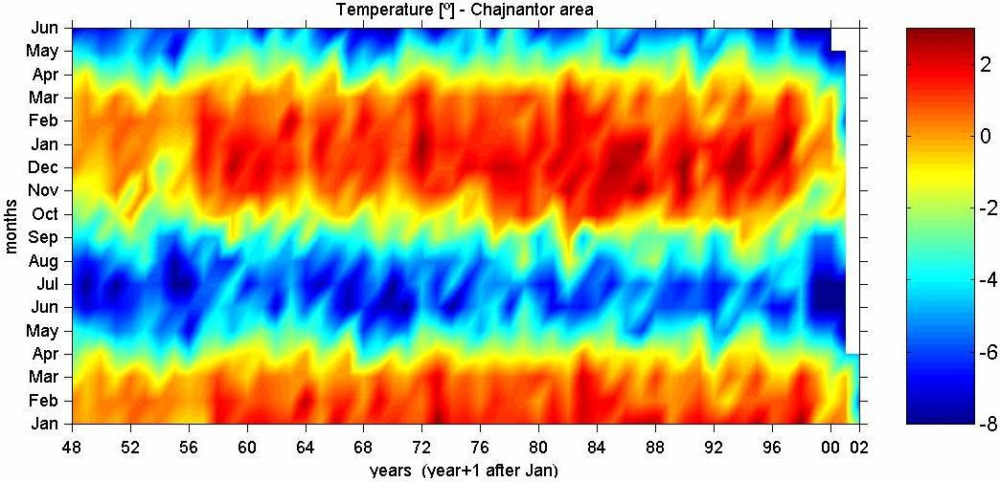 Temperature [º] - Chajnantor area
Jun
May
Apr
Mar
Feb
Jan
Dec
Nov
Oct
Sep
Aug
Jul
Jun
May
Apr
Mar
Feb
Jan
months
48 52 56 60 64 68 72 76 80 84 88 92 96 00 02
years (year+1 after Jan)
2
0
-2
-4
-6
-8